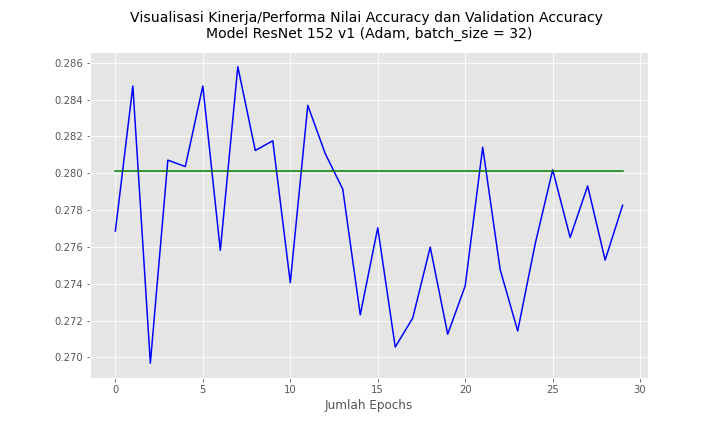 Visualisasi Kinerja/Performa Nilai Accuracy dan Validation Accuracy
Model ResNet 152 v1 (Adam, batch_size = 32)
0.286
0.284
0.282
0.280
0.278
0.276
0.274
0.272
0.270
0 5 10 15 20 25 30
Jumlah Epochs